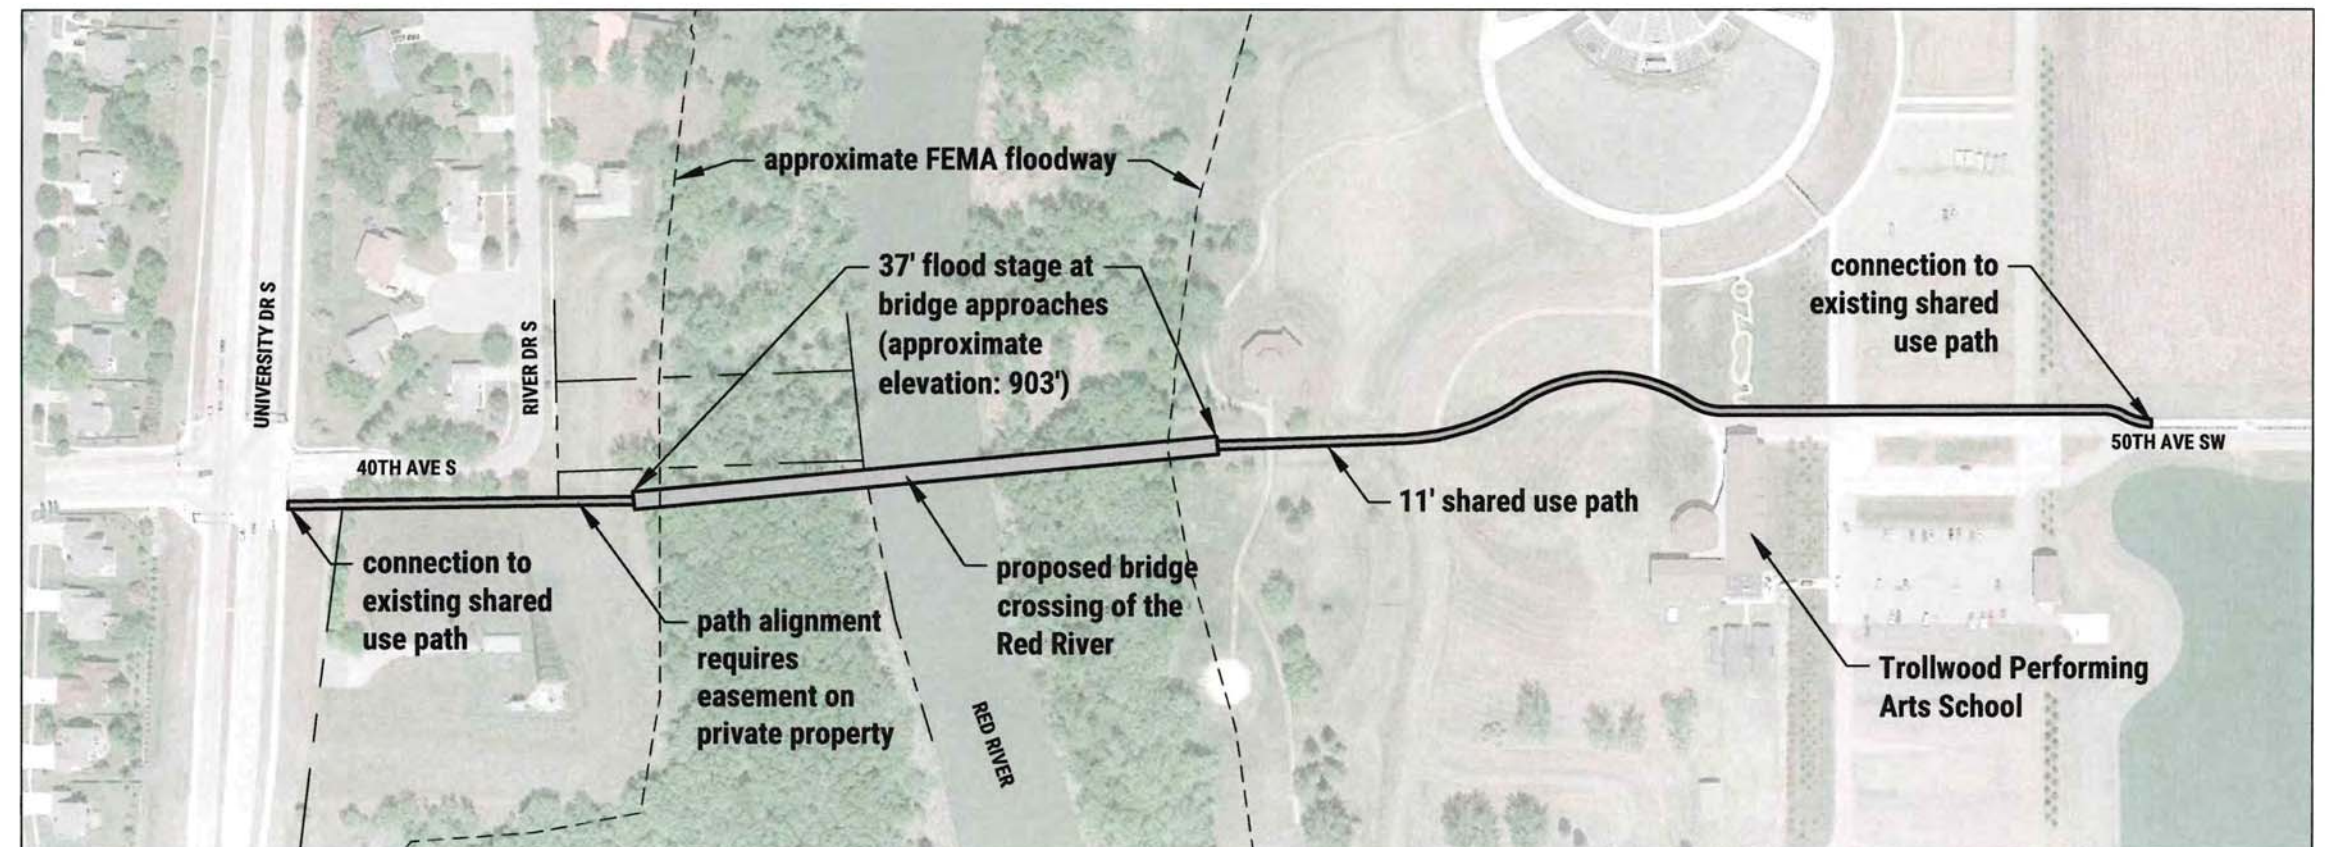 approximate FEMA floodway
37' flood stage at
bridge approaches
(approximate
elevation: 903')
connection to
existing shared
use path
UNIVERSITY DR S
RIVER DR S
40TH AVE S
50TH AVE SW
11' shared use path
connection to
existing shared
use path
path alignment
requires
easement on
private property
proposed bridge
crossing of the
Red River
RED RIVER
Trollwood Performing
Arts School